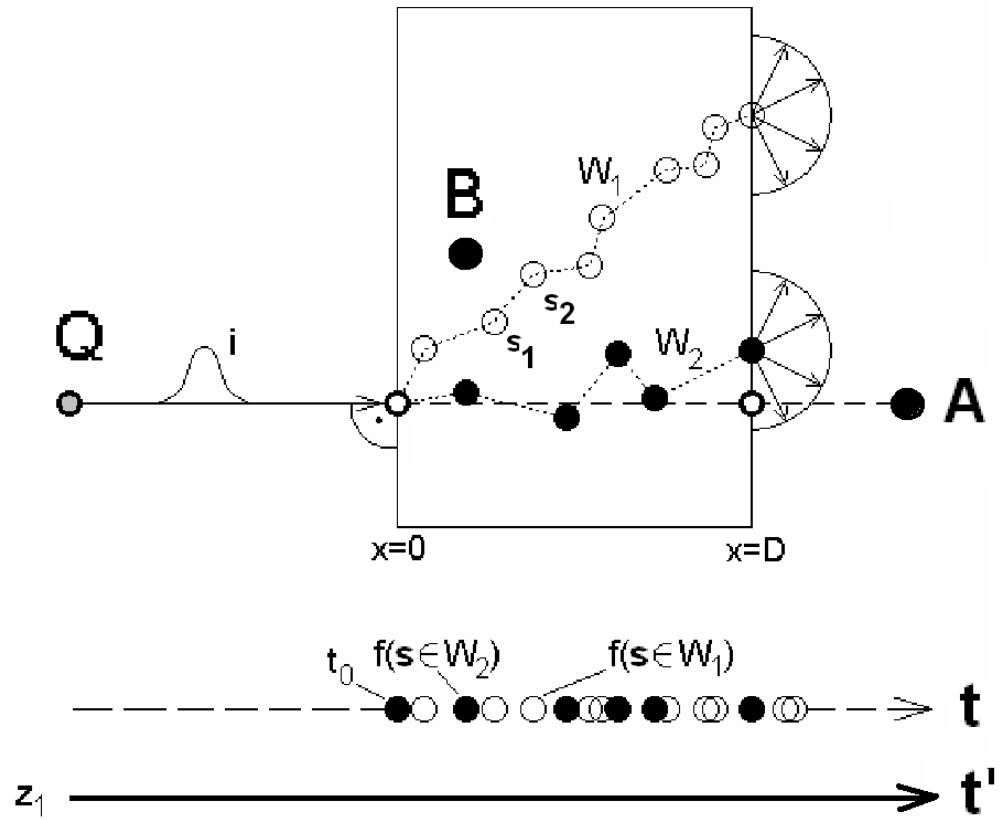 B
W₁
Q
i
s₁
s₂
W₂
A
x=0
x=D
t₀
f(s∈W₂)
f(s∈W₁)
t
z₁
t'